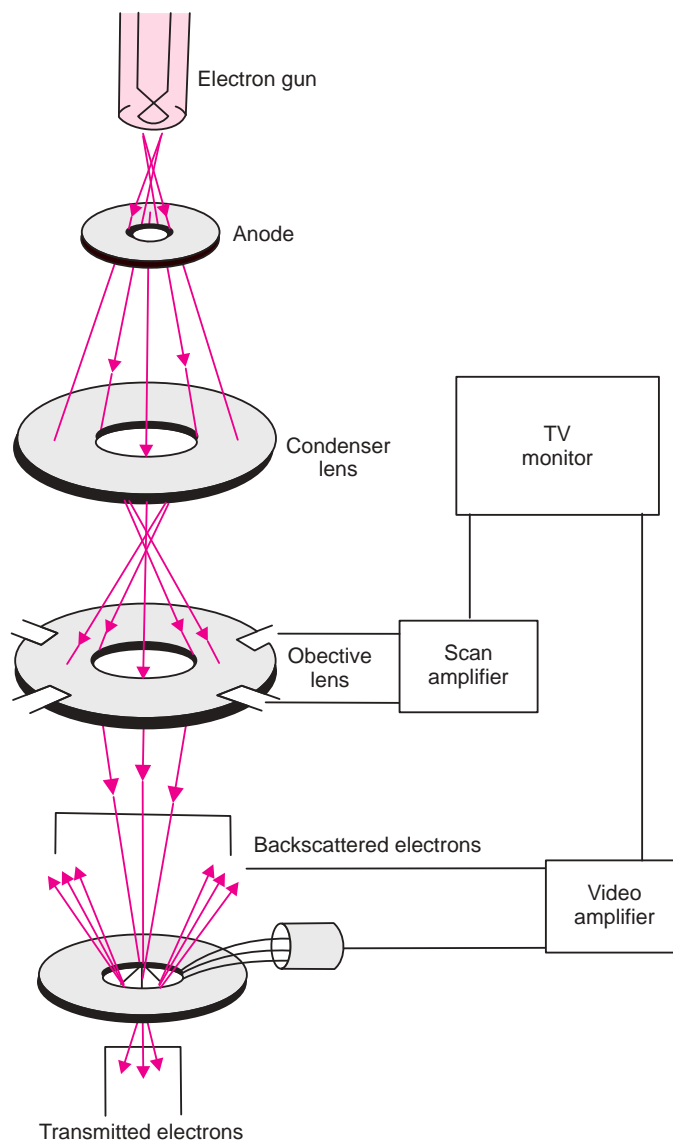 Electron gun
Anode
Condenser
lens
TV
monitor
Obective
lens
Scan
amplifier
Backscattered electrons
Video
amplifier
Transmitted electrons